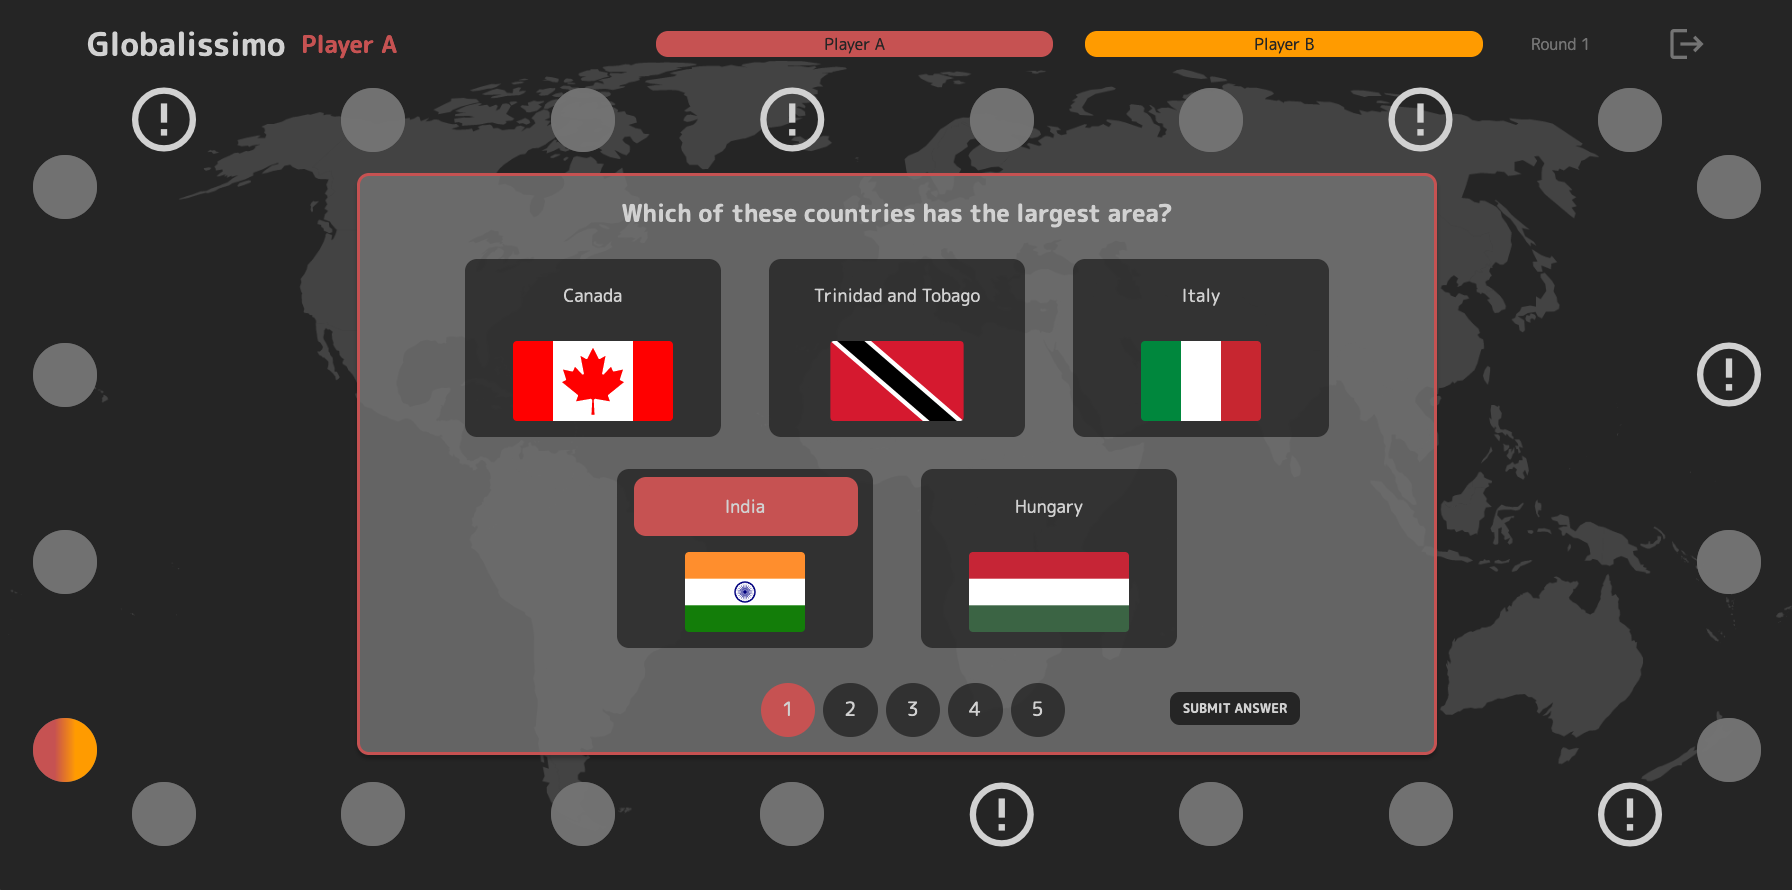 Globalissimo Player A
Player A
Player B
Round 1
Which of these countries has the largest area?
Canada
Trinidad and Tobago
Italy
India
Hungary
1 2 3 4 5
SUBMIT ANSWER